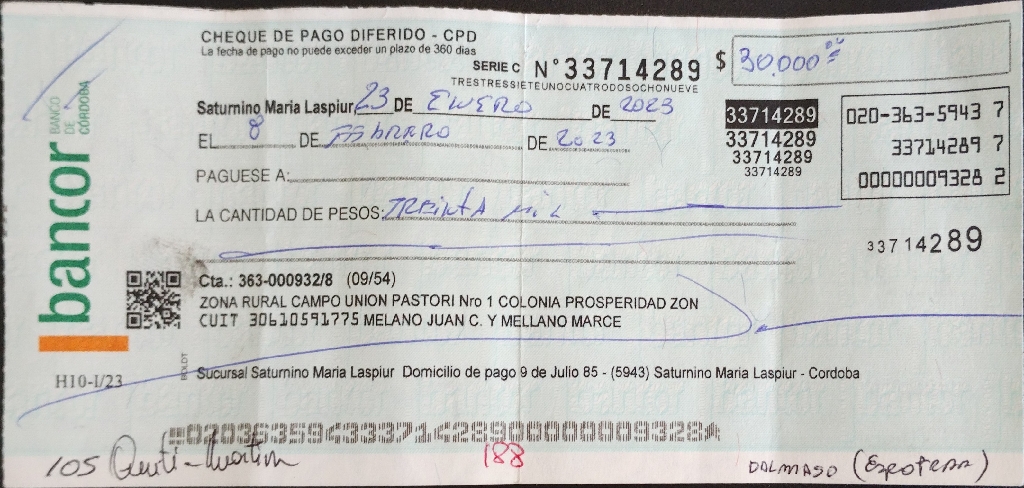 CHEQUE DE PAGO DIFERIDO - CPD
La fecha de pago no puede exceder un plazo de 360 días
SERIE C N°33714289
TRESTRESSIETEUNOCUATRODOSOCHONUEVE
$ 30.000
Saturnino Maria Laspiur 23 DE ENERO DE 2023
EL 8 DE FEBRARO DE 2023
PAGUESE A:
LA CANTIDAD DE PESOS: TREINTA MIL
33714289
33714289
33714289
33714289
020-363-5943 7
33714289 7
00000009328 2
33714289
bancor
BANCO
DE
CÓRDOBA
Cta.: 363-000932/8 (09/54)
ZONA RURAL CAMPO UNION PASTORI Nro 1 COLONIA PROSPERIDAD ZON
CUIT 30610591775 MELANO JUAN C. Y MELLANO MARCE
BOLDT
H10-I/23
Sucursal Saturnino Maria Laspiur Domicilio de pago 9 de Julio 85 - (5943) Saturnino Maria Laspiur - Cordoba
02036359433371428900000009328
105
188
DALMASO